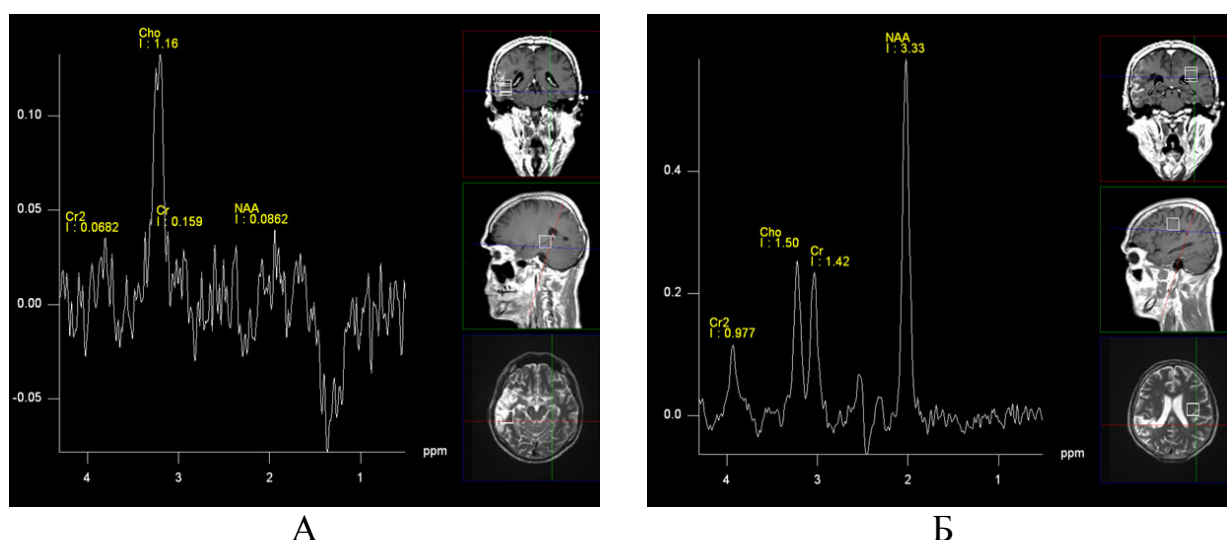 Cho
I : 1.16
0.10
0.05
Cr2
I : 0.0682
Cr
I : 0.159
NAA
I : 0.0862
0.00
-0.05
4
3
2
1
ppm
А
NAA
I : 3.33
0.4
Cho
I : 1.50
Cr
I : 1.42
0.2
Cr2
I : 0.977
0.0
4
3
2
1
ppm
Б